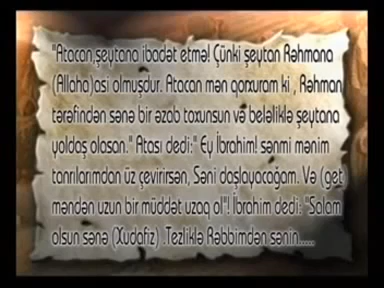 "Atacan,şeytana ibadət etmə! Çünki şeytan Rəhmana
(Allaha)asi olmuşdur. Atacan mən qorxuram ki , Rəhman
tərəfindən sənə bir əzab toxunsun və beləliklə şeytana
yoldaş olasan." Atası dedi:" Ey İbrahim! sənmi mənim
tanrılarımdan üz çevirirsən, Səni daşlayacağam. Və (get
məndən uzun bir müddət uzaq ol"! İbrahim dedi: "Salam
olsun sənə (Xudafiz) .Tezliklə Rəbbimdən sənin.....